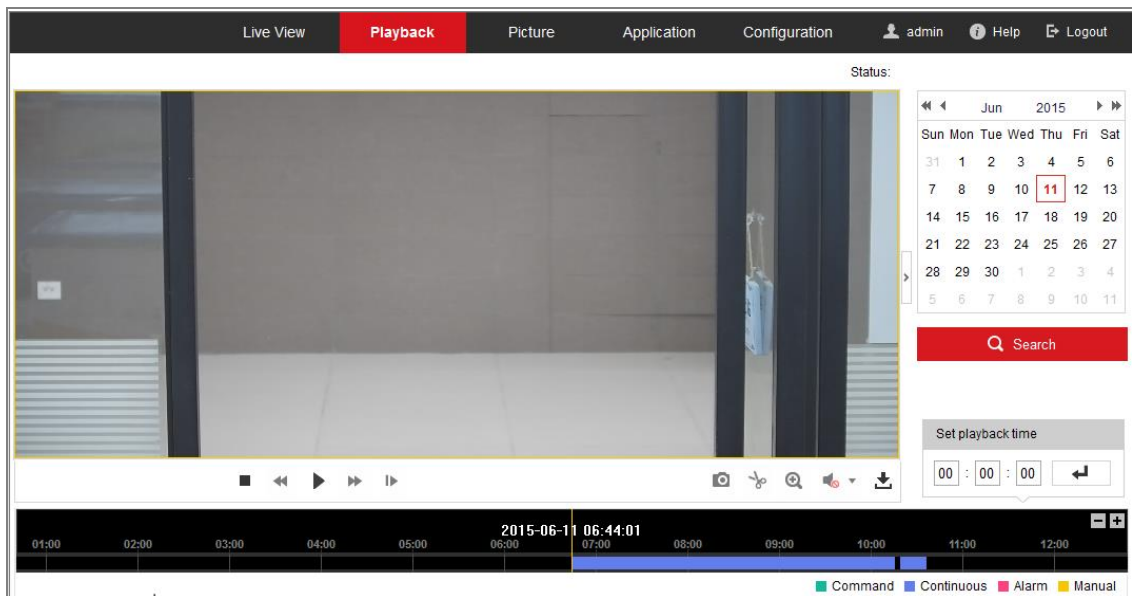 Live View Playback Picture Application Configuration admin Help Logout
Status:
Jun 2015
Sun Mon Tue Wed Thu Fri Sat
31 1 2 3 4 5 6
7 8 9 10 11 12 13
14 15 16 17 18 19 20
21 22 23 24 25 26 27
28 29 30 1 2 3 4
5 6 7 8 9 10 11
Search
Set playback time
00 : 00 : 00
2015-06-11 06:44:01
01:00 02:00 03:00 04:00 05:00 06:00 07:00 08:00 09:00 10:00 11:00 12:00
Command Continuous Alarm Manual